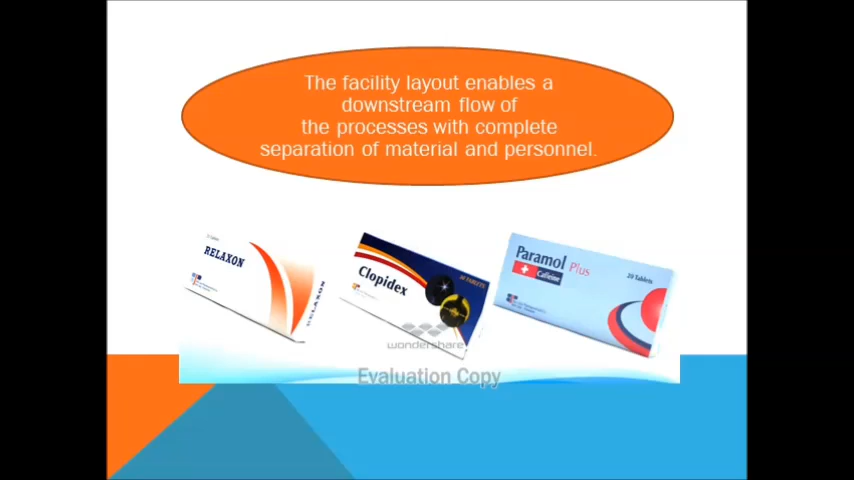 The facility layout enables a
downstream flow of
the processes with complete
separation of material and personnel.
RELAXON
RELAXON
Clopidex
Paramol Plus
Caffeine
20 Tablets
wondershare
Evaluation Copy